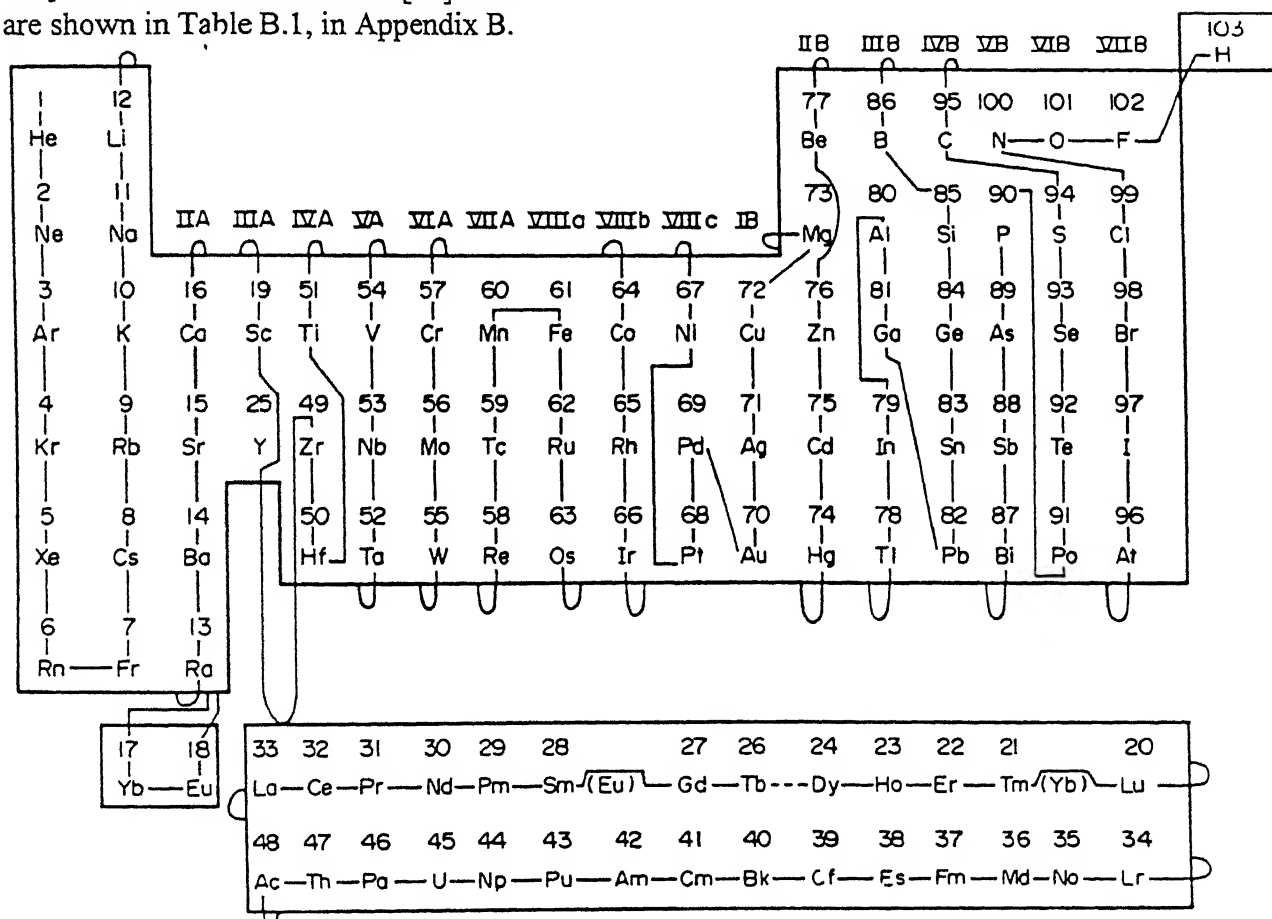 are shown in Table B.1, in Appendix B.
103
IIB IIIB IVB VB VIB VIIB H
1 12 77 86 95 100 101 102
He Li Be B C N O F
2 11 73 80 85 90 94 99
IIA IIIA IVA VA VIA VIIA VIIIa VIIIb VIIIc IB
Ne Na Mg Al Si P S Cl
3 10 16 19 51 54 57 60 61 64 67 72 76 81 84 89 93 98
Ar K Ca Sc Ti V Cr Mn Fe Co Ni Cu Zn Ga Ge As Se Br
4 9 15 25 49 53 56 59 62 65 69 71 75 79 83 88 92 97
Kr Rb Sr Y Zr Nb Mo Tc Ru Rh Pd Ag Cd In Sn Sb Te I
5 8 14 50 52 55 58 63 66 68 70 74 78 82 87 91 96
Xe Cs Ba Hf Ta W Re Os Ir Pt Au Hg Tl Pb Bi Po At
6 7 13
Rn Fr Ra
17 18 33 32 31 30 29 28 27 26 24 23 22 21 20
Yb Eu La Ce Pr Nd Pm Sm (Eu) Gd Tb Dy Ho Er Tm (Yb) Lu
48 47 46 45 44 43 42 41 40 39 38 37 36 35 34
Ac Th Pa U Np Pu Am Cm Bk Cf Es Fm Md No Lr